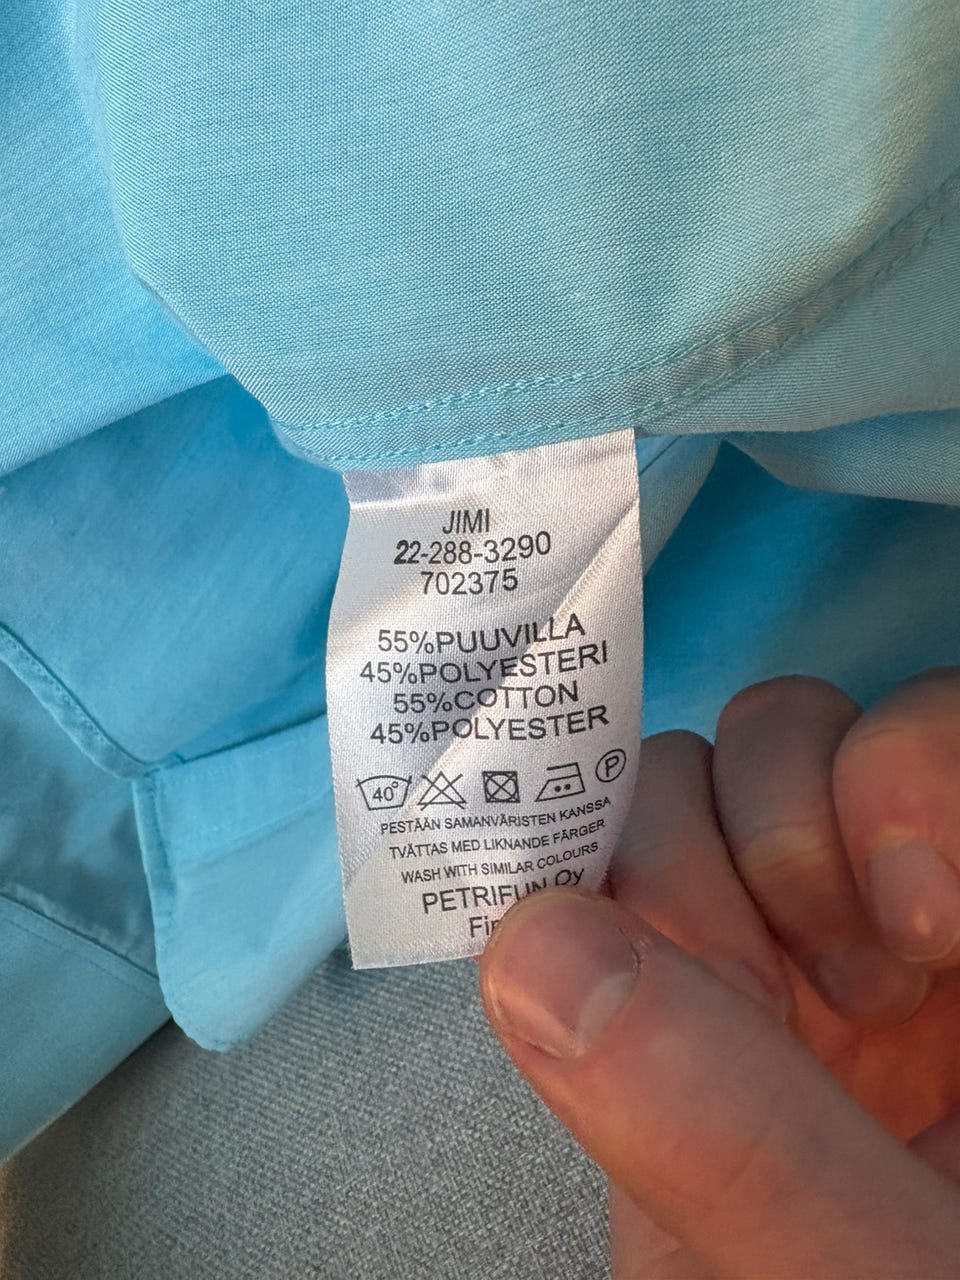 JIMI
22-288-3290
702375
55%PUUVILLA
45%POLYESTERI
55%COTTON
45%POLYESTER
40° P
PESTÄÄN SAMANVÄRISTEN KANSSA
TVÄTTAS MED LIKNANDE FÄRGER
WASH WITH SIMILAR COLOURS
Oy